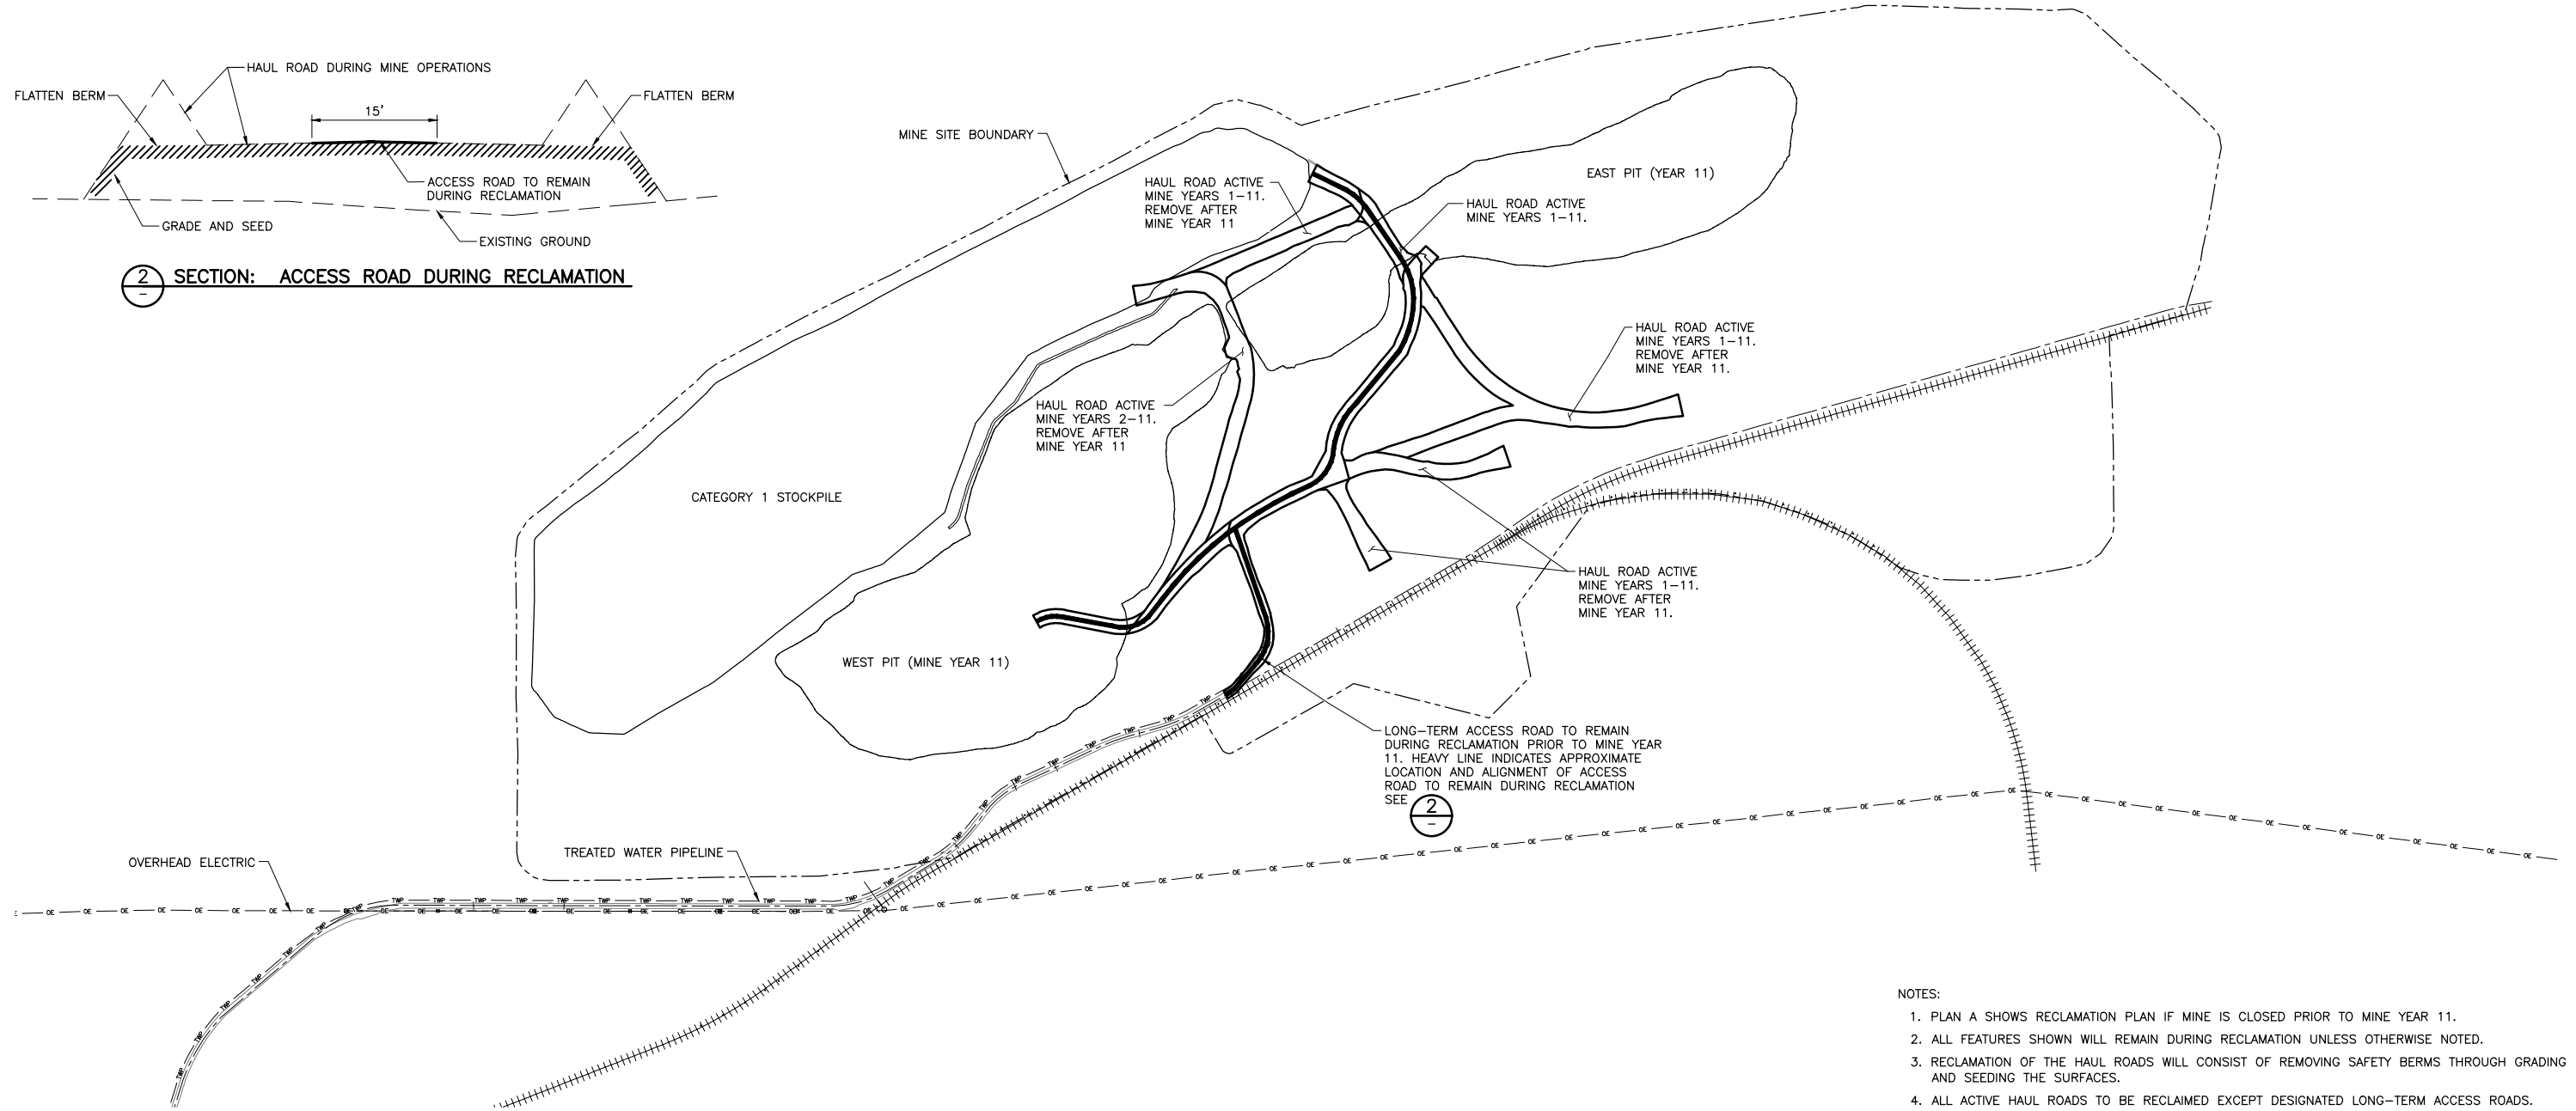 HAUL ROAD DURING MINE OPERATIONS
FLATTEN BERM
FLATTEN BERM
15'
ACCESS ROAD TO REMAIN
DURING RECLAMATION
GRADE AND SEED
EXISTING GROUND
2
-
SECTION: ACCESS ROAD DURING RECLAMATION
MINE SITE BOUNDARY
HAUL ROAD ACTIVE
MINE YEARS 1-11.
REMOVE AFTER
MINE YEAR 11
EAST PIT (YEAR 11)
HAUL ROAD ACTIVE
MINE YEARS 1-11.
HAUL ROAD ACTIVE
MINE YEARS 1-11.
REMOVE AFTER
MINE YEAR 11.
HAUL ROAD ACTIVE
MINE YEARS 2-11.
REMOVE AFTER
MINE YEAR 11
CATEGORY 1 STOCKPILE
HAUL ROAD ACTIVE
MINE YEARS 1-11.
REMOVE AFTER
MINE YEAR 11.
WEST PIT (MINE YEAR 11)
LONG-TERM ACCESS ROAD TO REMAIN
DURING RECLAMATION PRIOR TO MINE YEAR
11. HEAVY LINE INDICATES APPROXIMATE
LOCATION AND ALIGNMENT OF ACCESS
ROAD TO REMAIN DURING RECLAMATION
SEE 2
-
TREATED WATER PIPELINE
OVERHEAD ELECTRIC
TWP
OE
NOTES:
1. PLAN A SHOWS RECLAMATION PLAN IF MINE IS CLOSED PRIOR TO MINE YEAR 11.
2. ALL FEATURES SHOWN WILL REMAIN DURING RECLAMATION UNLESS OTHERWISE NOTED.
3. RECLAMATION OF THE HAUL ROADS WILL CONSIST OF REMOVING SAFETY BERMS THROUGH GRADING
AND SEEDING THE SURFACES.
4. ALL ACTIVE HAUL ROADS TO BE RECLAIMED EXCEPT DESIGNATED LONG-TERM ACCESS ROADS.